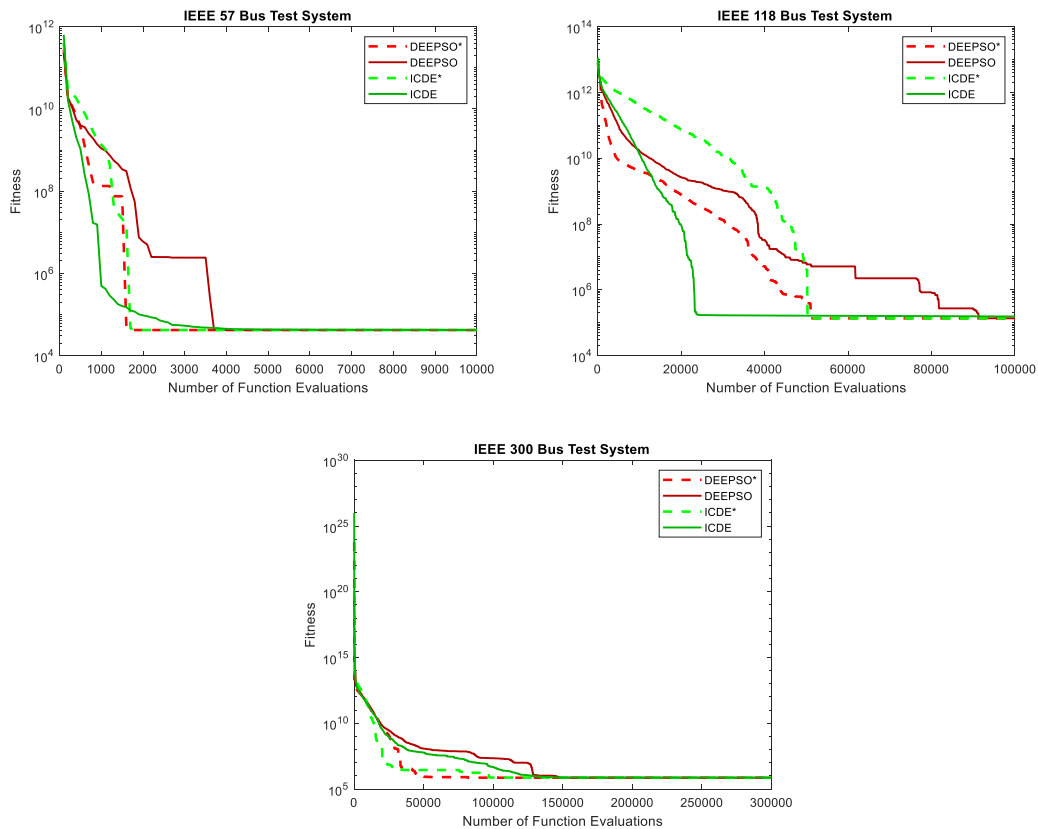 IEEE 57 Bus Test System
10^12
10^10
10^8
10^6
10^4
Fitness
DEEPSO*
DEEPSO
ICDE*
ICDE
0 1000 2000 3000 4000 5000 6000 7000 8000 9000 10000
Number of Function Evaluations
IEEE 118 Bus Test System
10^14
10^12
10^10
10^8
10^6
10^4
Fitness
DEEPSO*
DEEPSO
ICDE*
ICDE
0 20000 40000 60000 80000 100000
Number of Function Evaluations
IEEE 300 Bus Test System
10^30
10^25
10^20
10^15
10^10
10^5
Fitness
DEEPSO*
DEEPSO
ICDE*
ICDE
0 50000 100000 150000 200000 250000 300000
Number of Function Evaluations